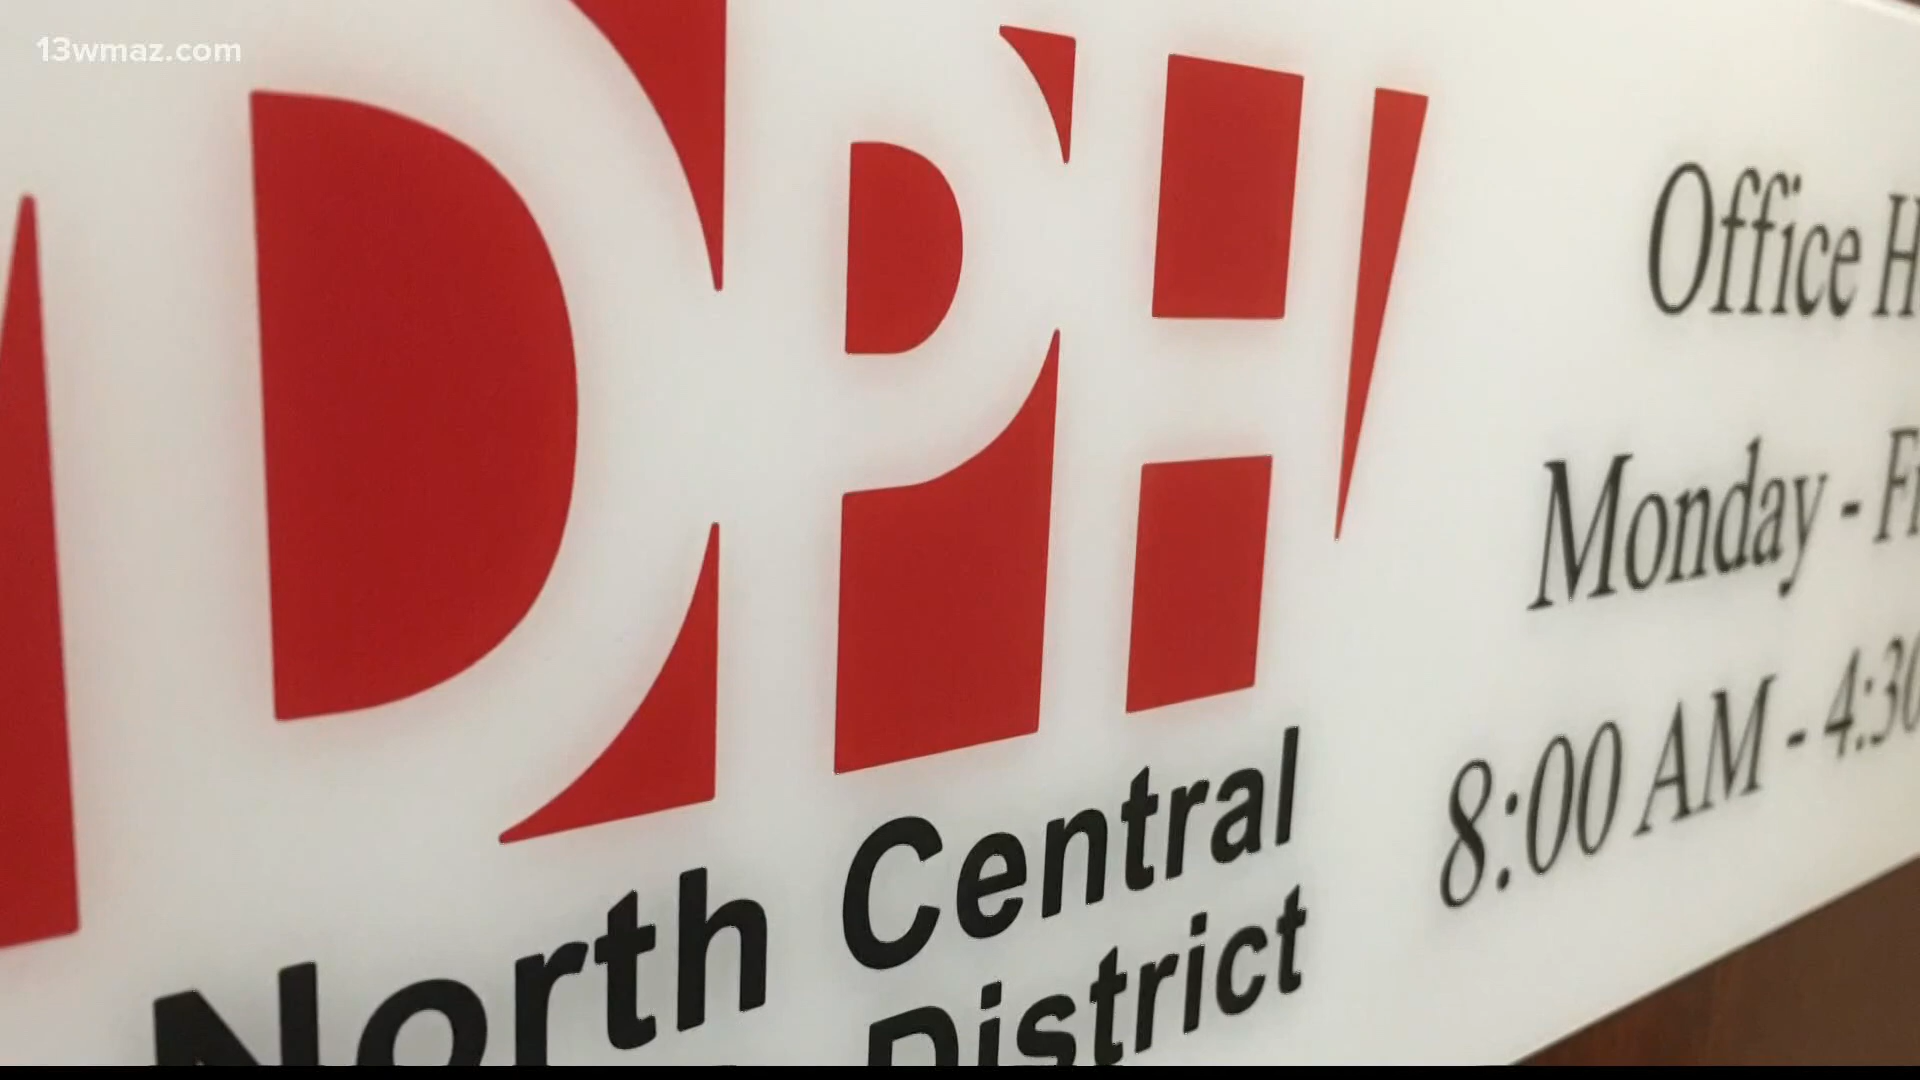 13wmaz.com
DPH
North Central
District
Office H
Monday - Fr
8:00 AM - 4:30